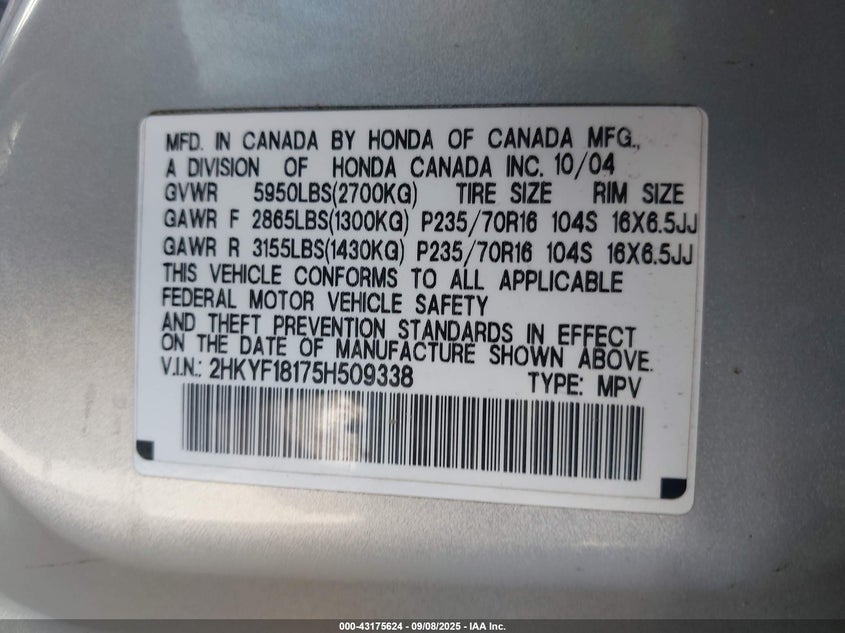 MFD. IN CANADA BY HONDA OF CANADA MFG.,
A DIVISION OF HONDA CANADA INC. 10/04
GVWR 5950LBS(2700KG) TIRE SIZE RIM SIZE
GAWR F 2865LBS(1300KG) P235/70R16 104S 16X6.5JJ
GAWR R 3155LBS(1430KG) P235/70R16 104S 16X6.5JJ
THIS VEHICLE CONFORMS TO ALL APPLICABLE
FEDERAL MOTOR VEHICLE SAFETY
AND THEFT PREVENTION STANDARDS IN EFFECT
ON THE DATE OF MANUFACTURE SHOWN ABOVE.
V.I.N.: 2HKYF18175H509338 TYPE: MPV
000-43175624 - 09/08/2025 - IAA Inc.